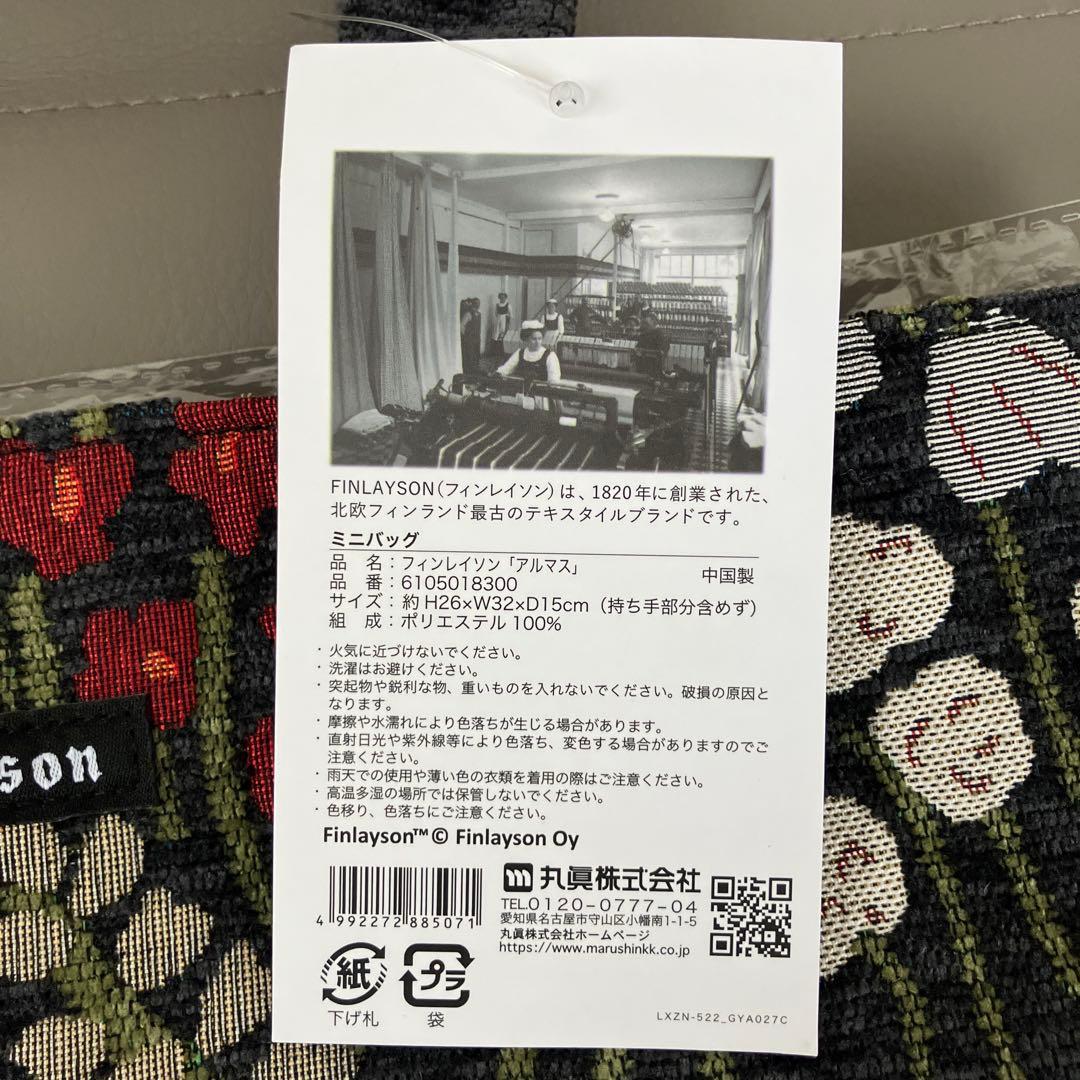 FINLAYSON(フィンレイソン)は、1820年に創業された、
北欧フィンランド最古のテキスタイルブランドです。
ミニバッグ
品 名：フィンレイソン「アルマス」 中国製
品 番：6105018300
サイズ：約 H26×W32×D15cm（持ち手部分含めず）
組 成：ポリエステル 100%
・火気に近づけないでください。
・洗濯はお避けください。
・突起物や鋭利な物、重いものを入れないでください。破損の原因と
なります。
・摩擦や水濡れにより色落ちが生じる場合があります。
・直射日光や紫外線等により色落ち、変色する場合がありますのでご
注意ください。
・雨天での使用や薄い色の衣類を着用の際はご注意ください。
・高温多湿の場所では保管しないでください。
・色移り、色落ちにご注意ください。
son
Finlayson™ © Finlayson Oy
丸眞株式会社
TEL.0120-0777-04
愛知県名古屋市守山区小幡南1-1-5
丸眞株式会社ホームページ
https://www.marushinkk.co.jp
4 992272 885071
紙
下げ札
プラ
袋
LXZN-522_GYA027C